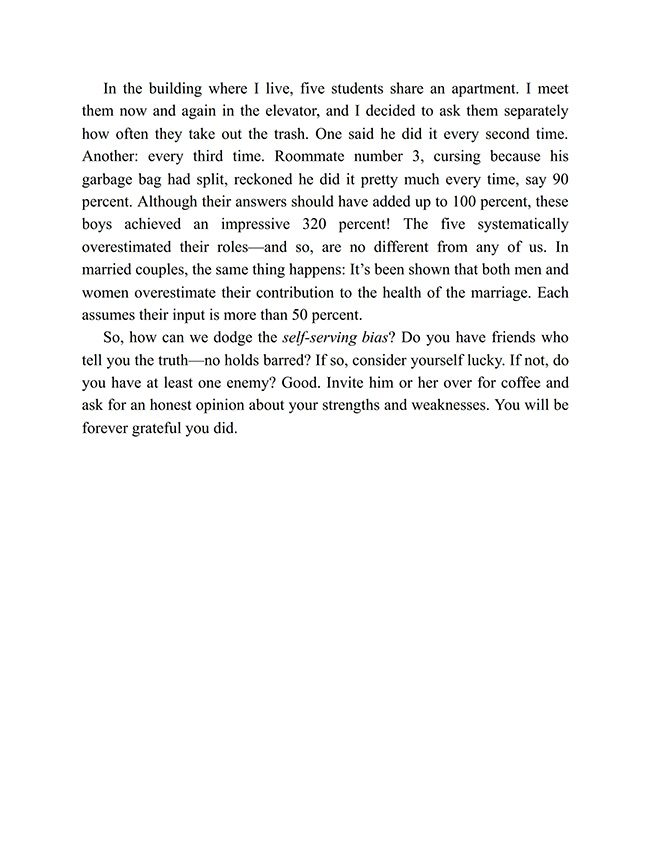 In the building where I live, five students share an apartment. I meet
them now and again in the elevator, and I decided to ask them separately
how often they take out the trash. One said he did it every second time.
Another: every third time. Roommate number 3, cursing because his
garbage bag had split, reckoned he did it pretty much every time, say 90
percent. Although their answers should have added up to 100 percent, these
boys achieved an impressive 320 percent! The five systematically
overestimated their roles—and so, are no different from any of us. In
married couples, the same thing happens: It’s been shown that both men and
women overestimate their contribution to the health of the marriage. Each
assumes their input is more than 50 percent.
So, how can we dodge the self-serving bias? Do you have friends who
tell you the truth—no holds barred? If so, consider yourself lucky. If not, do
you have at least one enemy? Good. Invite him or her over for coffee and
ask for an honest opinion about your strengths and weaknesses. You will be
forever grateful you did.